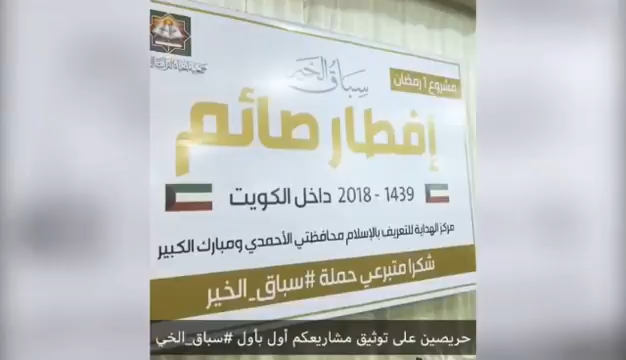 سباق الخير
مشروع 1 رمضان
إفطار صائم
1439 - 2018 داخل الكويت
مركز الهداية للتعريف بالإسلام محافظتي الأحمدي ومبارك الكبير
شكرا متبرعي حملة #سباق_الخير
حريصين على توثيق مشاريعكم أول بأول #سباق_الخي